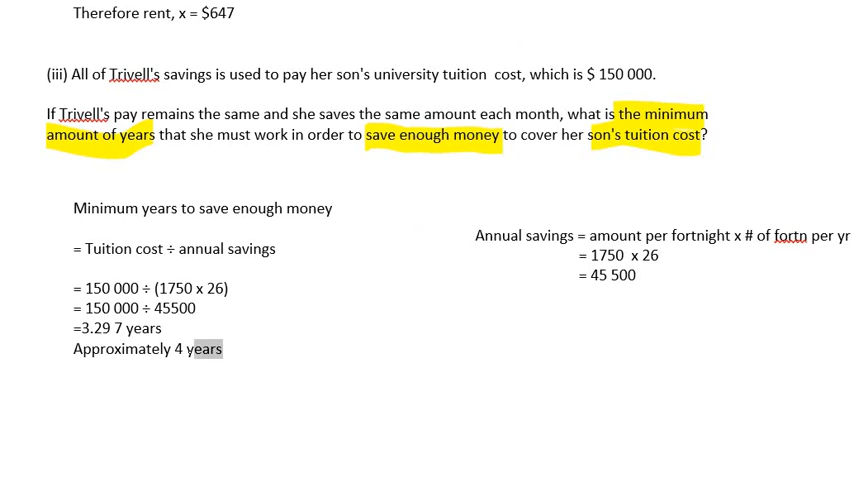 Therefore rent, x = $647
(iii) All of Trivell's savings is used to pay her son's university tuition  cost, which is $ 150 000.
If Trivell's pay remains the same and she saves the same amount each month, what is the minimum
amount of years that she must work in order to save enough money to cover her son's tuition cost?
Minimum years to save enough money
= Tuition cost ÷ annual savings
= 150 000 ÷ (1750 x 26)
= 150 000 ÷ 45500
=3.29 7 years
Approximately 4 years
Annual savings = amount per fortnight x # of fortn per yr
= 1750  x 26
= 45 500